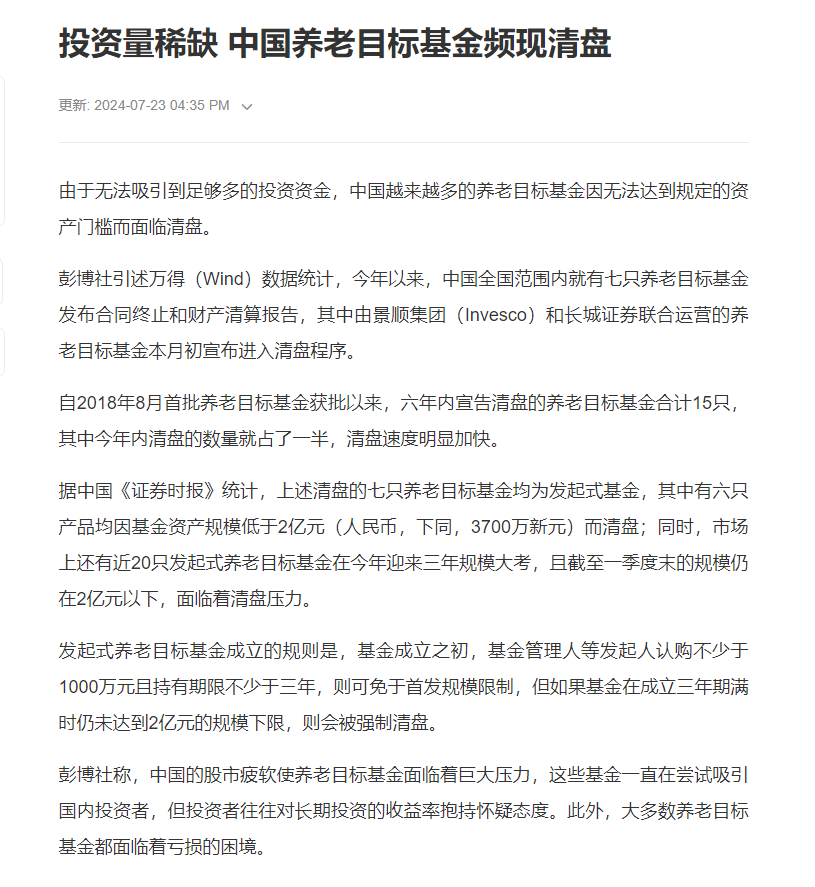 投资量稀缺 中国养老目标基金频现清盘
更新: 2024-07-23 04:35 PM
由于无法吸引到足够多的投资资金，中国越来越多的养老目标基金因无法达到规定的资
产门槛而面临清盘。
彭博社引述万得（Wind）数据统计，今年以来，中国全国范围内就有七只养老目标基金
发布合同终止和财产清算报告，其中由景顺集团（Invesco）和长城证券联合运营的养
老目标基金本月初宣布进入清盘程序。
自2018年8月首批养老目标基金获批以来，六年内宣告清盘的养老目标基金合计15只，
其中今年内清盘的数量就占了一半，清盘速度明显加快。
据中国《证券时报》统计，上述清盘的七只养老目标基金均为发起式基金，其中有六只
产品均因基金资产规模低于2亿元（人民币，下同，3700万新元）而清盘；同时，市场
上还有近20只发起式养老目标基金在今年迎来三年规模大考，且截至一季度末的规模仍
在2亿元以下，面临着清盘压力。
发起式养老目标基金成立的规则是，基金成立之初，基金管理人等发起人认购不少于
1000万元且持有期限不少于三年，则可免于首发规模限制，但如果基金在成立三年期满
时仍未达到2亿元的规模下限，则会被强制清盘。
彭博社称，中国的股市疲软使养老目标基金面临着巨大压力，这些基金一直在尝试吸引
国内投资者，但投资者往往对长期投资的收益率抱持怀疑态度。此外，大多数养老目标
基金都面临着亏损的困境。